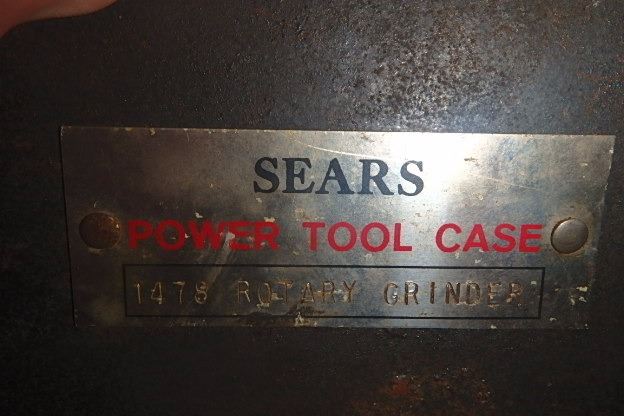 SEARS
POWER TOOL CASE
1478 ROTARY GRINDER